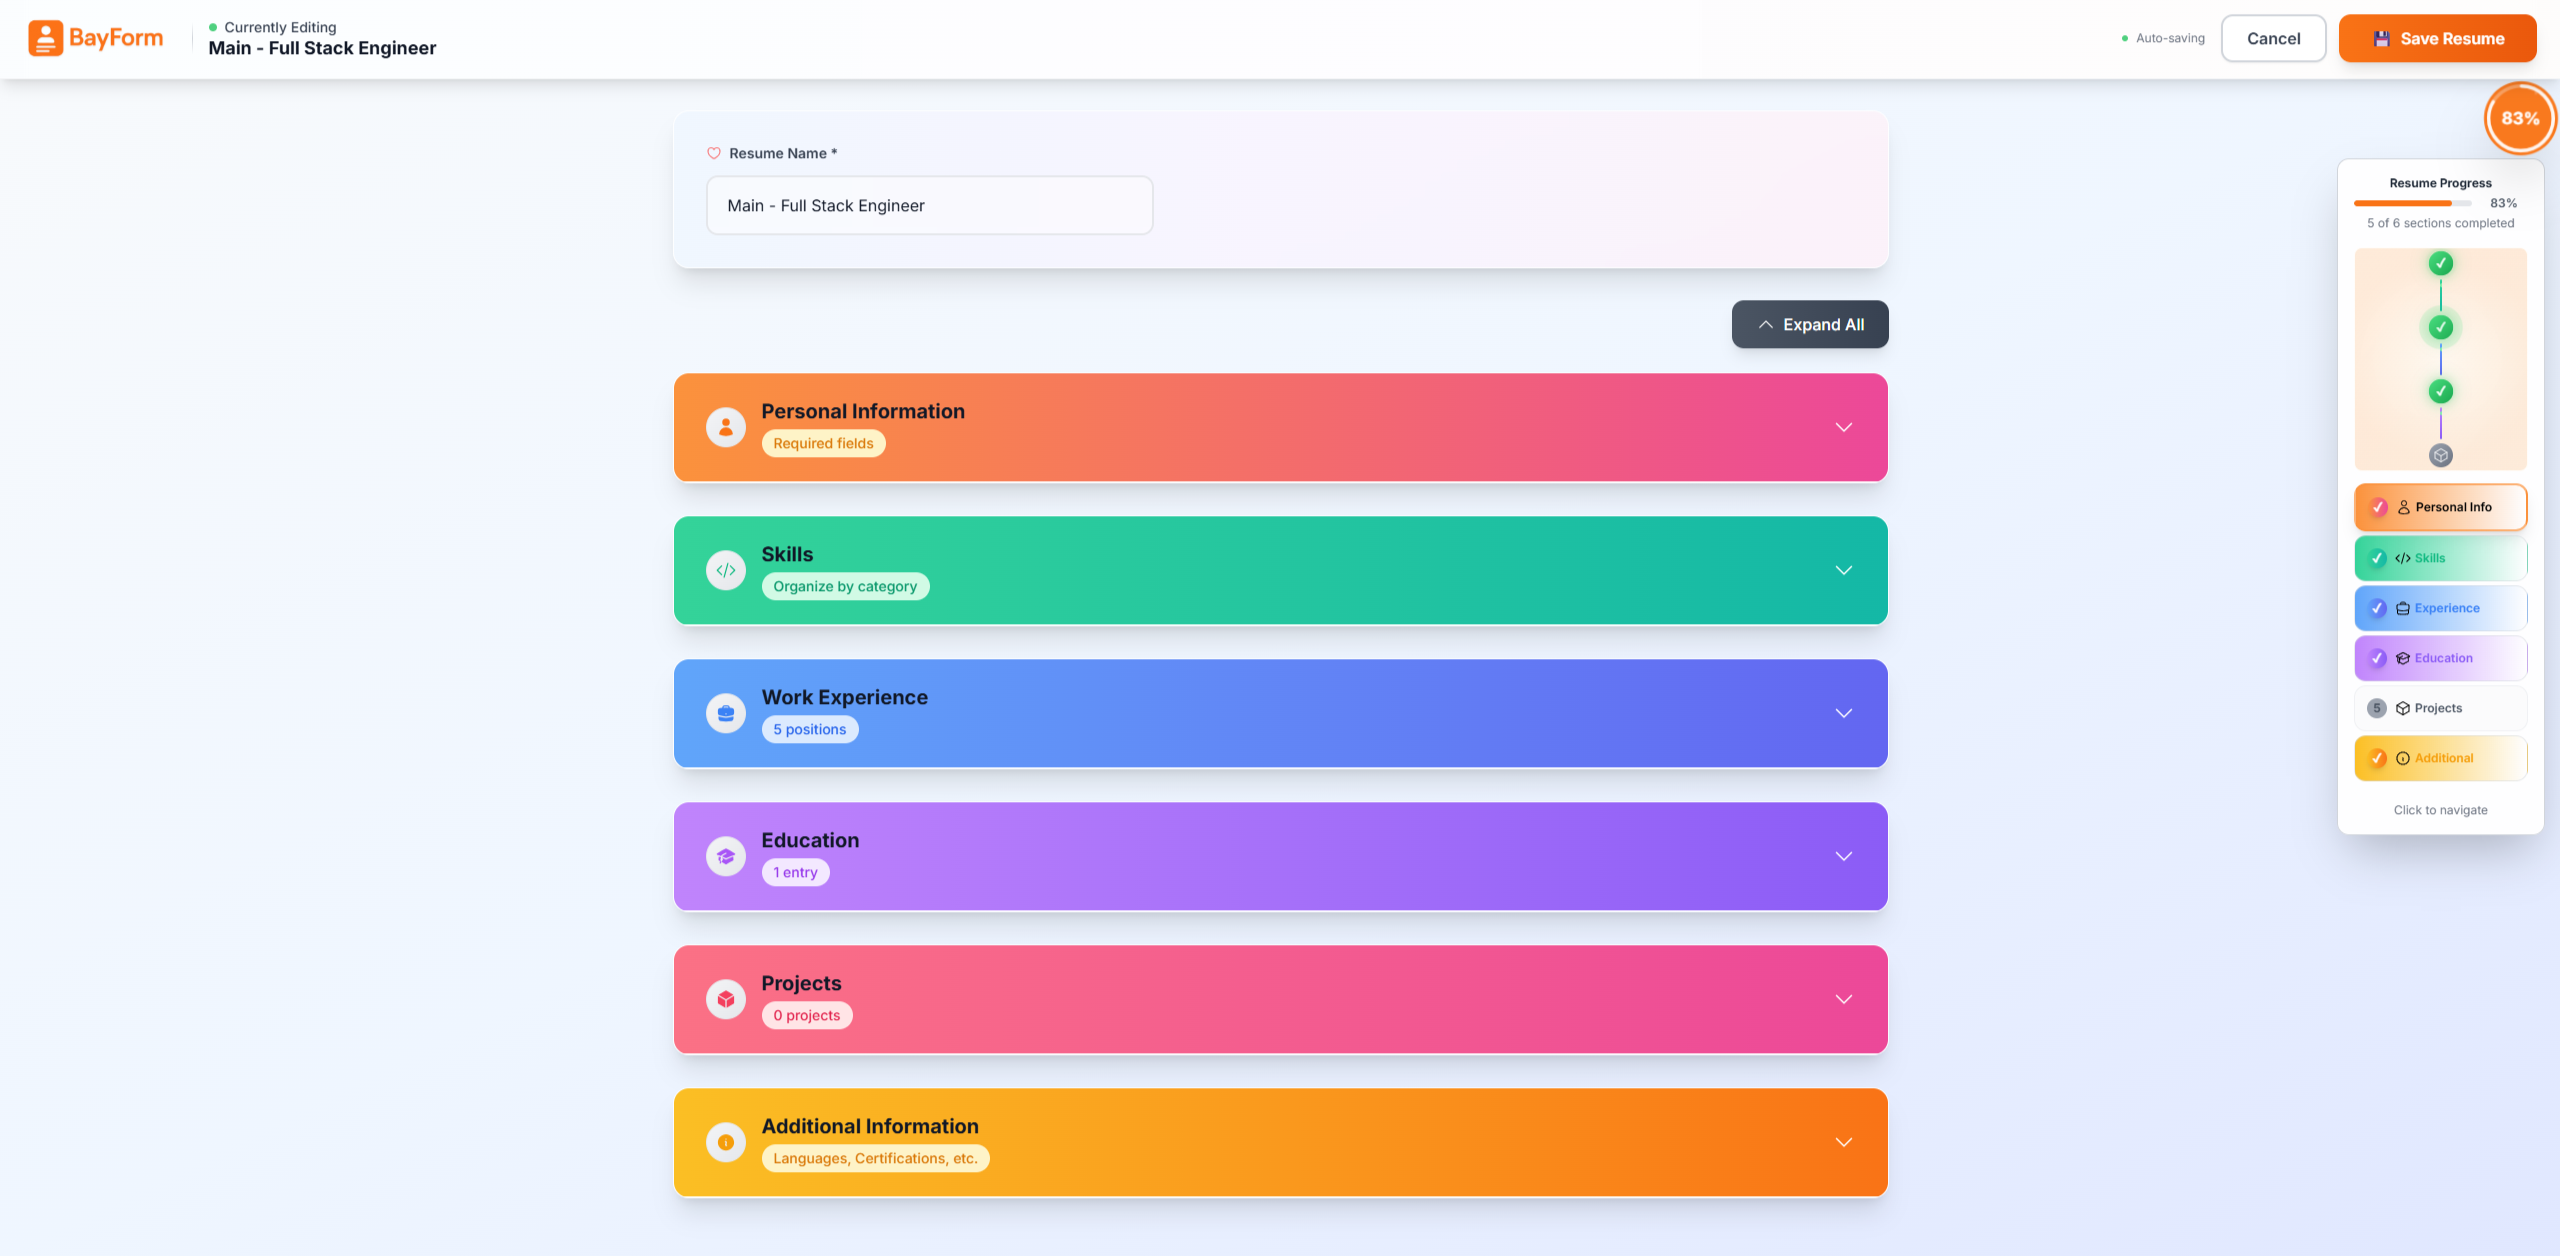 BayForm
Currently Editing
Main - Full Stack Engineer
Auto-saving
Cancel
Save Resume
83%
Resume Name *
Main - Full Stack Engineer
Expand All
Personal Information
Required fields
Skills
Organize by category
Work Experience
5 positions
Education
1 entry
Projects
0 projects
Additional Information
Languages, Certifications, etc.
Resume Progress
83%
5 of 6 sections completed
Personal Info
Skills
Experience
Education
5 Projects
Additional
Click to navigate